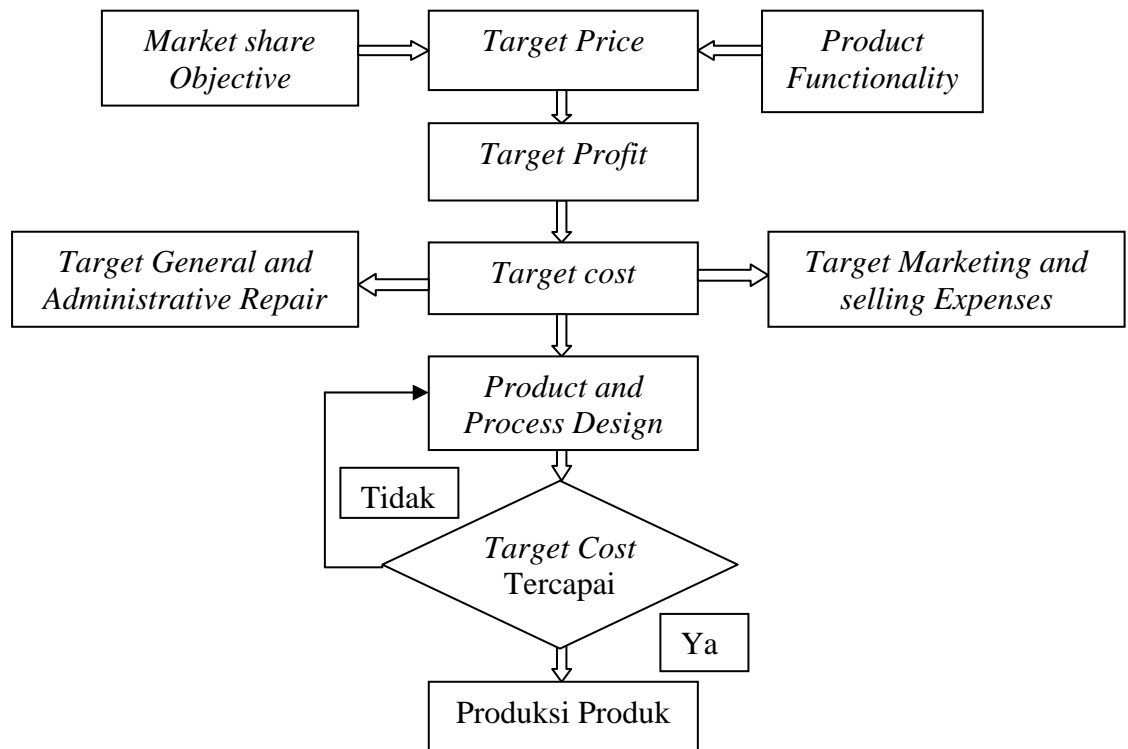 Market share
Objective
Target Price
Product
Functionality
Target Profit
Target General and
Administrative Repair
Target cost
Target Marketing and
selling Expenses
Product and
Process Design
Tidak
Target Cost
Tercapai
Ya
Produksi Produk